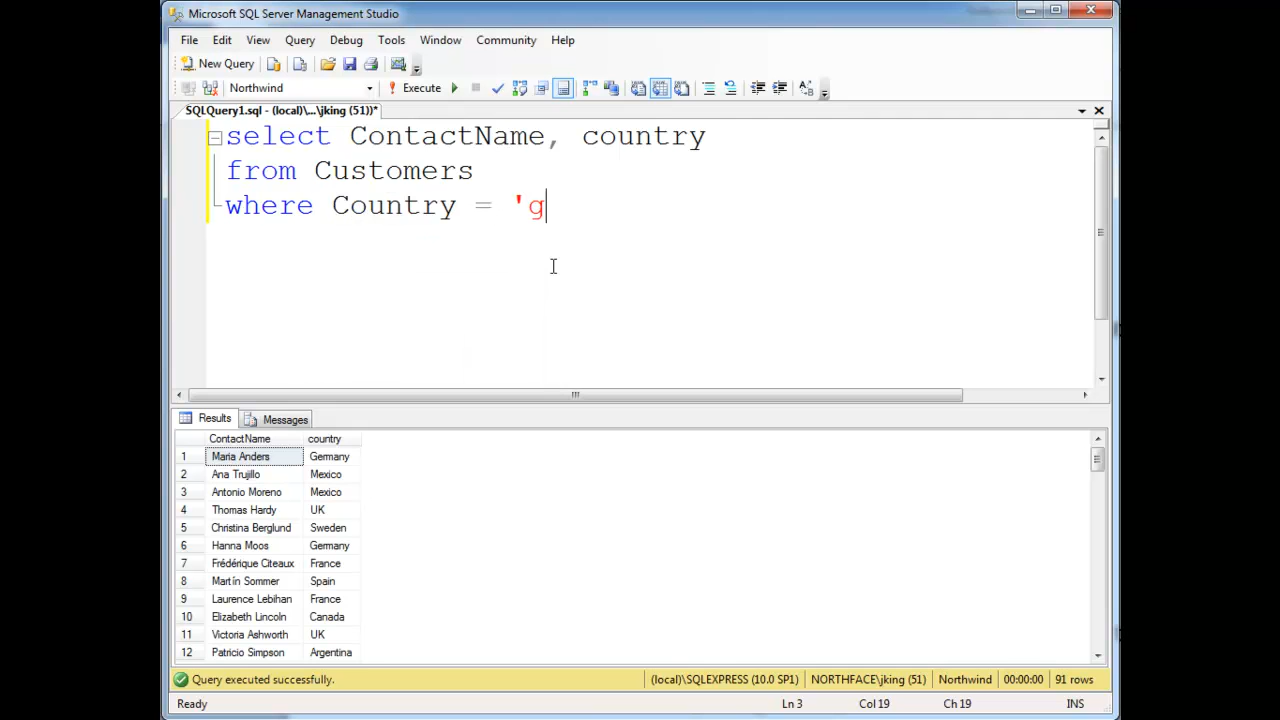 Microsoft SQL Server Management Studio
File Edit View Query Debug Tools Window Community Help
New Query
Northwind Execute
SQLQuery1.sql - (local)\...\jking (51))*
select ContactName, country
from Customers
where Country = 'g
Results Messages
ContactName country
1 Maria Anders Germany
2 Ana Trujillo Mexico
3 Antonio Moreno Mexico
4 Thomas Hardy UK
5 Christina Berglund Sweden
6 Hanna Moos Germany
7 Frédérique Citeaux France
8 Martín Sommer Spain
9 Laurence Lebihan France
10 Elizabeth Lincoln Canada
11 Victoria Ashworth UK
12 Patricio Simpson Argentina
Query executed successfully. (local)\SQLEXPRESS (10.0 SP1) NORTHFACE\jking (51) Northwind 00:00:00 91 rows
Ready Ln 3 Col 19 Ch 19 INS